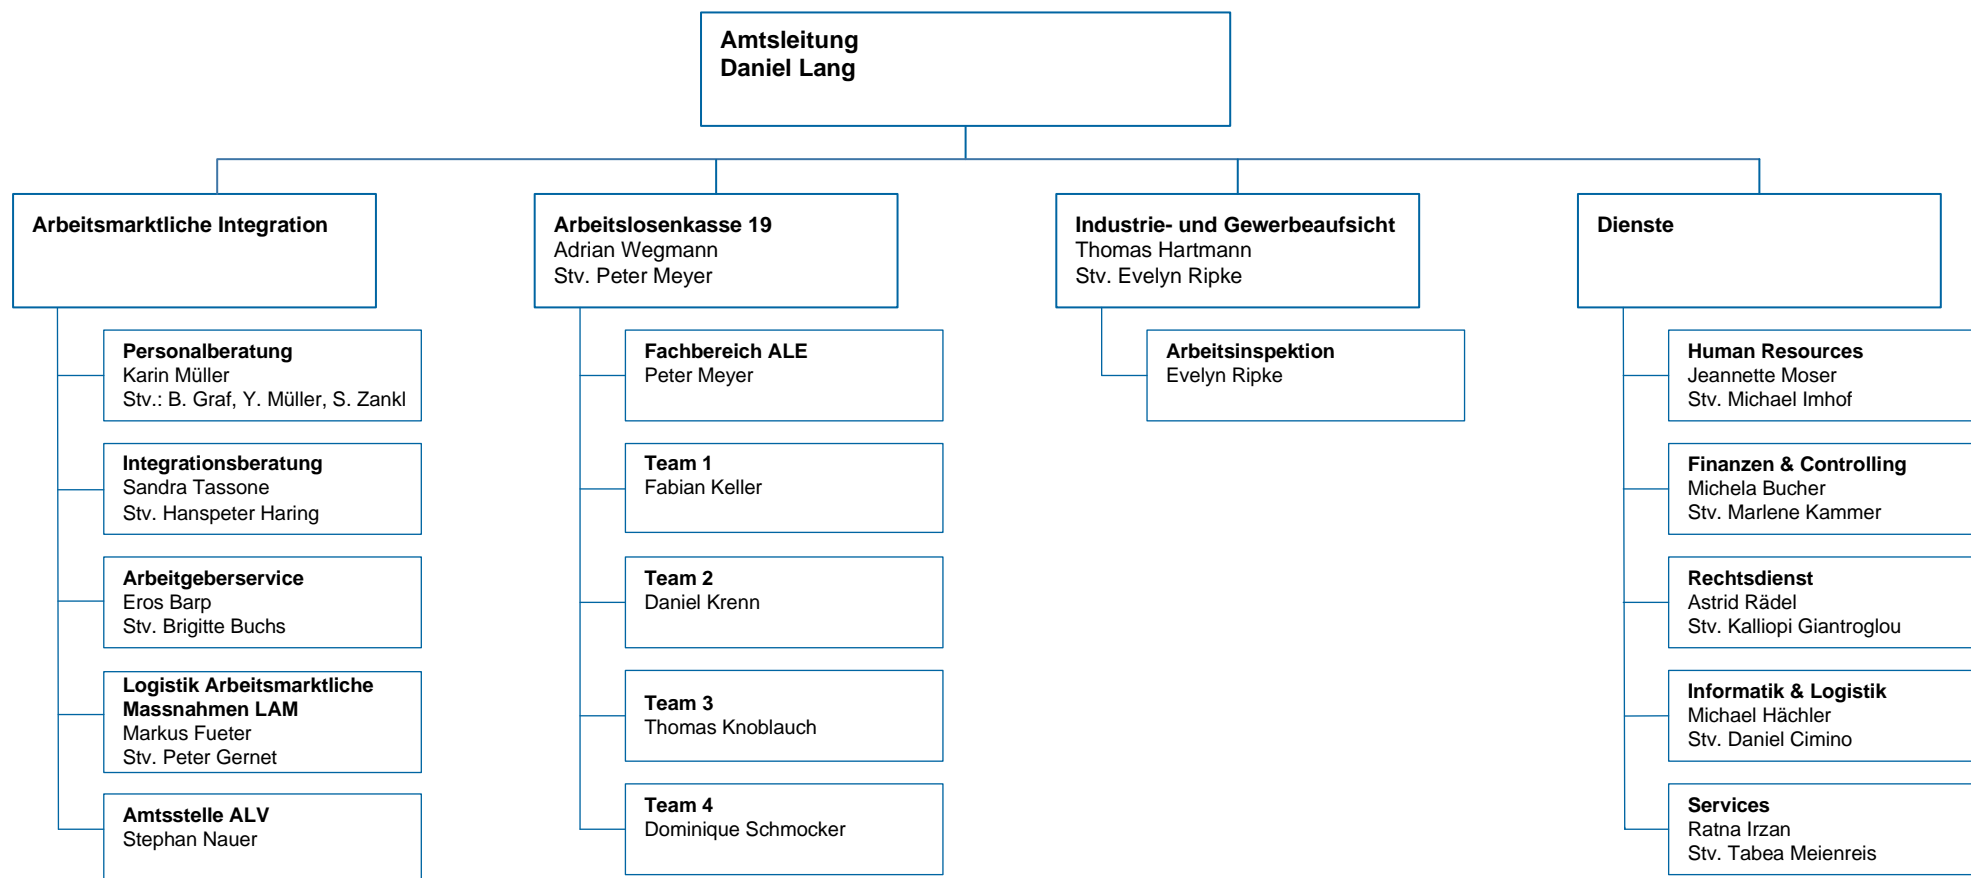 Amtsleitung
Daniel Lang
Arbeitsmarktliche Integration
Personalberatung
Karin Müller
Stv.: B. Graf, Y. Müller, S. Zankl
Integrationsberatung
Sandra Tassone
Stv. Hanspeter Haring
Arbeitgeberservice
Eros Barp
Stv. Brigitte Buchs
Logistik Arbeitsmarktliche
Massnahmen LAM
Markus Fueter
Stv. Peter Gernet
Amtsstelle ALV
Stephan Nauer
Arbeitslosenkasse 19
Adrian Wegmann
Stv. Peter Meyer
Fachbereich ALE
Peter Meyer
Team 1
Fabian Keller
Team 2
Daniel Krenn
Team 3
Thomas Knoblauch
Team 4
Dominique Schmocker
Industrie- und Gewerbeaufsicht
Thomas Hartmann
Stv. Evelyn Ripke
Arbeitsinspektion
Evelyn Ripke
Dienste
Human Resources
Jeannette Moser
Stv. Michael Imhof
Finanzen & Controlling
Michela Bucher
Stv. Marlene Kammer
Rechtsdienst
Astrid Rädel
Stv. Kalliopi Giantroglou
Informatik & Logistik
Michael Hächler
Stv. Daniel Cimino
Services
Ratna Irzan
Stv. Tabea Meienreis